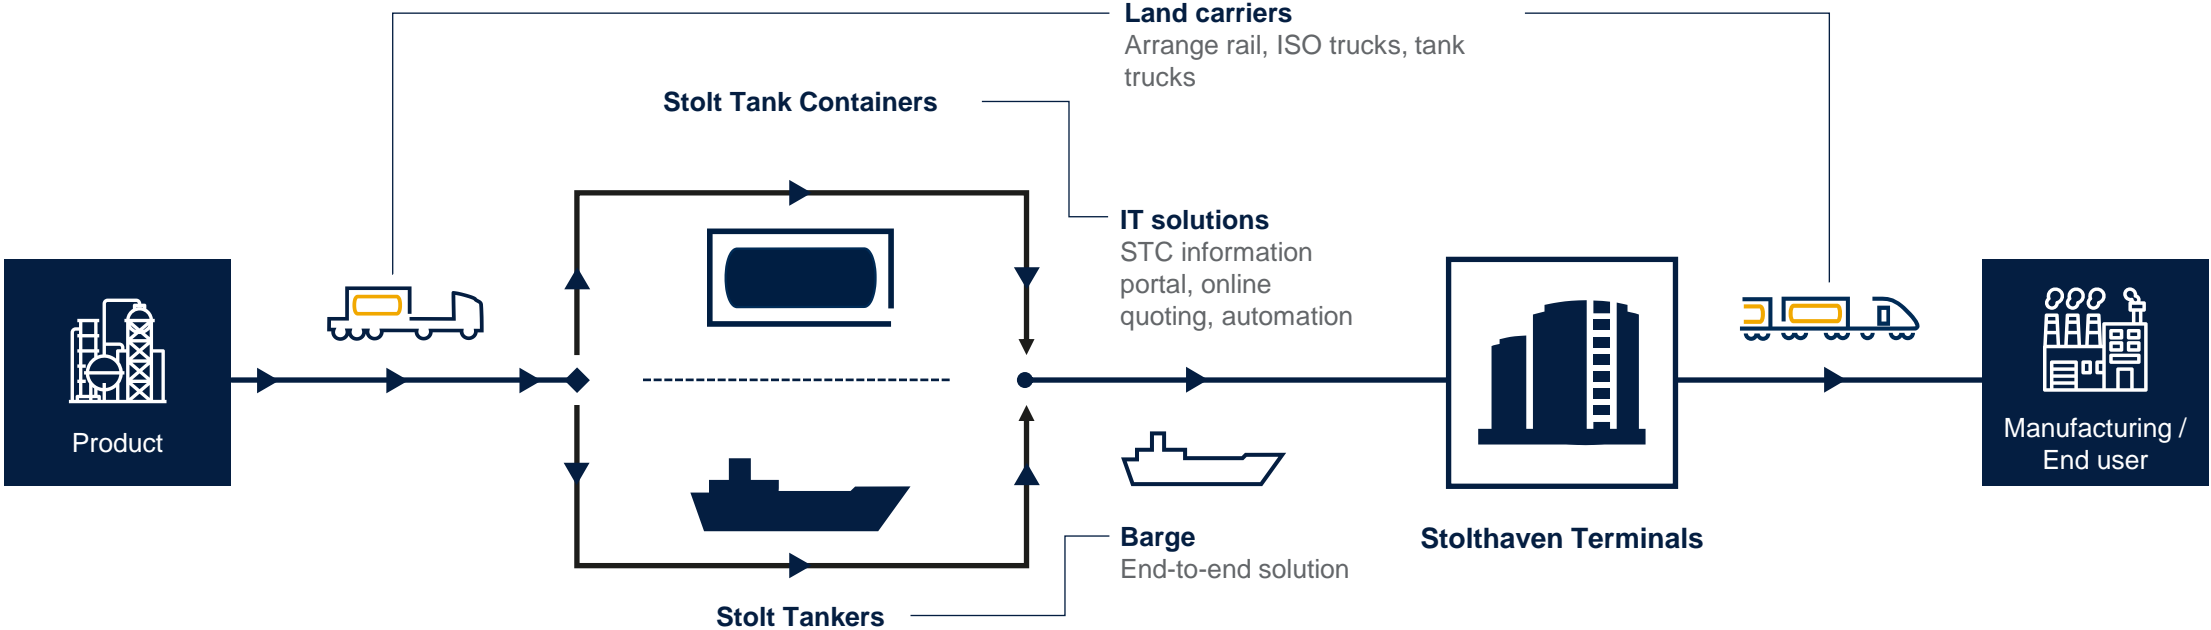 Land carriers
Arrange rail, ISO trucks, tank
trucks
Stolt Tank Containers
IT solutions
STC information
portal, online
quoting, automation
Product
Manufacturing /
End user
Barge
End-to-end solution
Stolthaven Terminals
Stolt Tankers